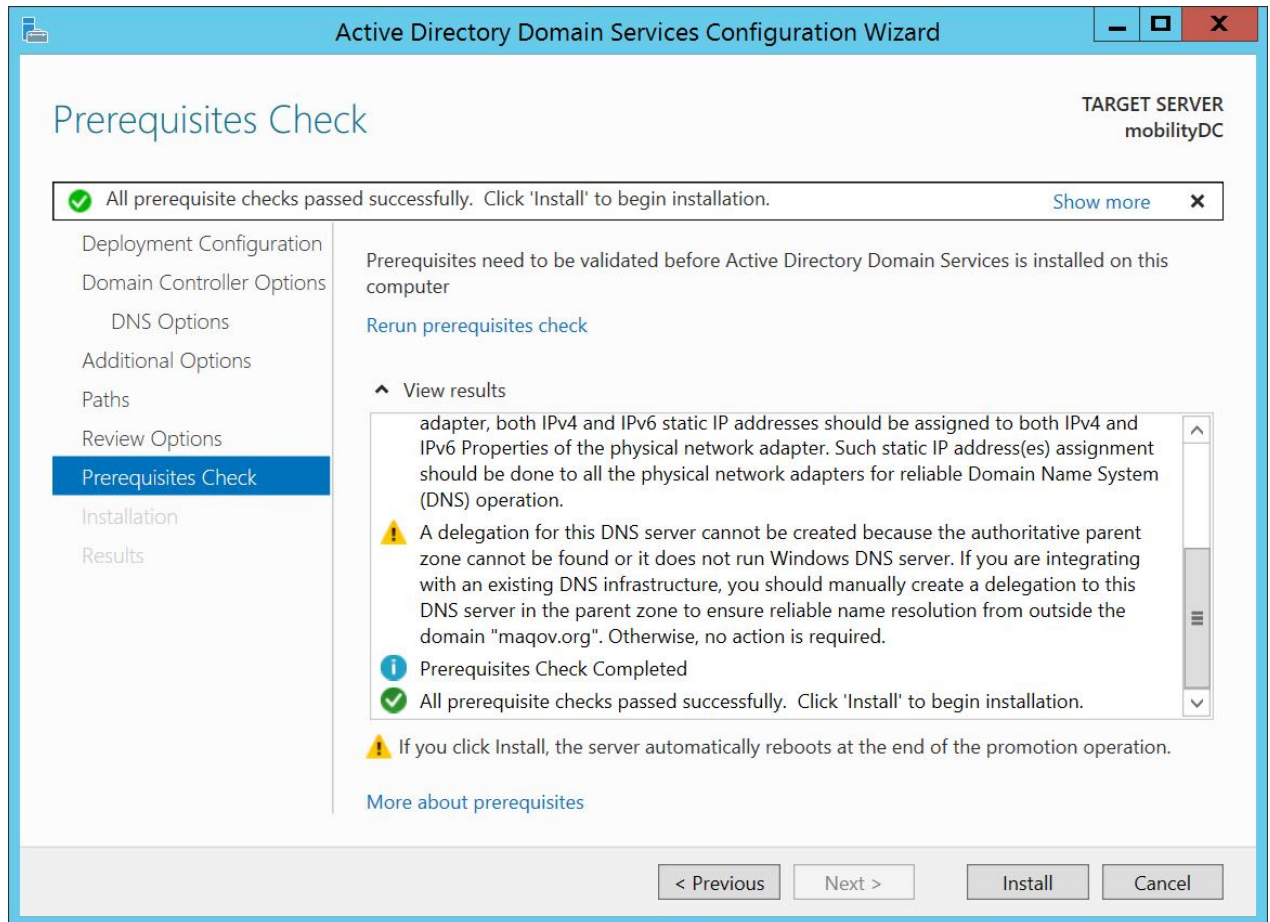 Active Directory Domain Services Configuration Wizard
Prerequisites Check
TARGET SERVER
mobilityDC
All prerequisite checks passed successfully. Click 'Install' to begin installation.
Show more
Deployment Configuration
Domain Controller Options
DNS Options
Additional Options
Paths
Review Options
Prerequisites Check
Installation
Results
Prerequisites need to be validated before Active Directory Domain Services is installed on this
computer
Rerun prerequisites check
View results
adapter, both IPv4 and IPv6 static IP addresses should be assigned to both IPv4 and
IPv6 Properties of the physical network adapter. Such static IP address(es) assignment
should be done to all the physical network adapters for reliable Domain Name System
(DNS) operation.
A delegation for this DNS server cannot be created because the authoritative parent
zone cannot be found or it does not run Windows DNS server. If you are integrating
with an existing DNS infrastructure, you should manually create a delegation to this
DNS server in the parent zone to ensure reliable name resolution from outside the
domain "maqov.org". Otherwise, no action is required.
Prerequisites Check Completed
All prerequisite checks passed successfully. Click 'Install' to begin installation.
If you click Install, the server automatically reboots at the end of the promotion operation.
More about prerequisites
< Previous
Next >
Install
Cancel